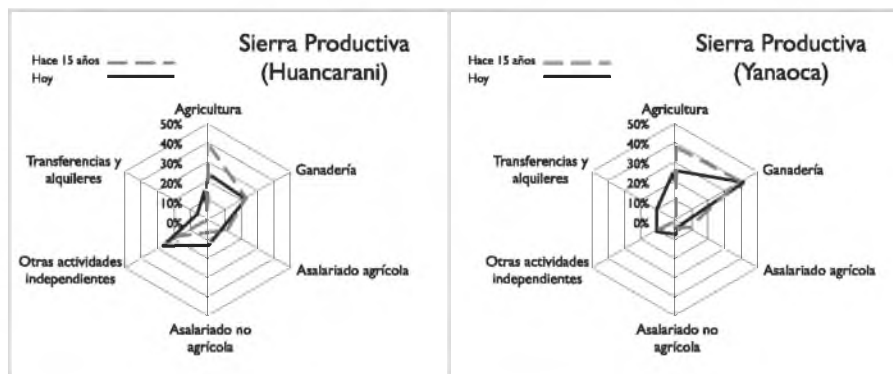 Sierra Productiva
(Huancarani)
Hace 15 años
Hoy
Agricultura
50%
40%
30%
20%
10%
0%
Transferencias y
alquileres
Ganadería
Otras actividades
independientes
Asalariado agrícola
Asalariado no
agrícola
Sierra Productiva
(Yanaoca)
Hace 15 años
Hoy
Agricultura
50%
40%
30%
20%
10%
0%
Transferencias y
alquileres
Ganadería
Otras actividades
independientes
Asalariado agrícola
Asalariado no
agrícola